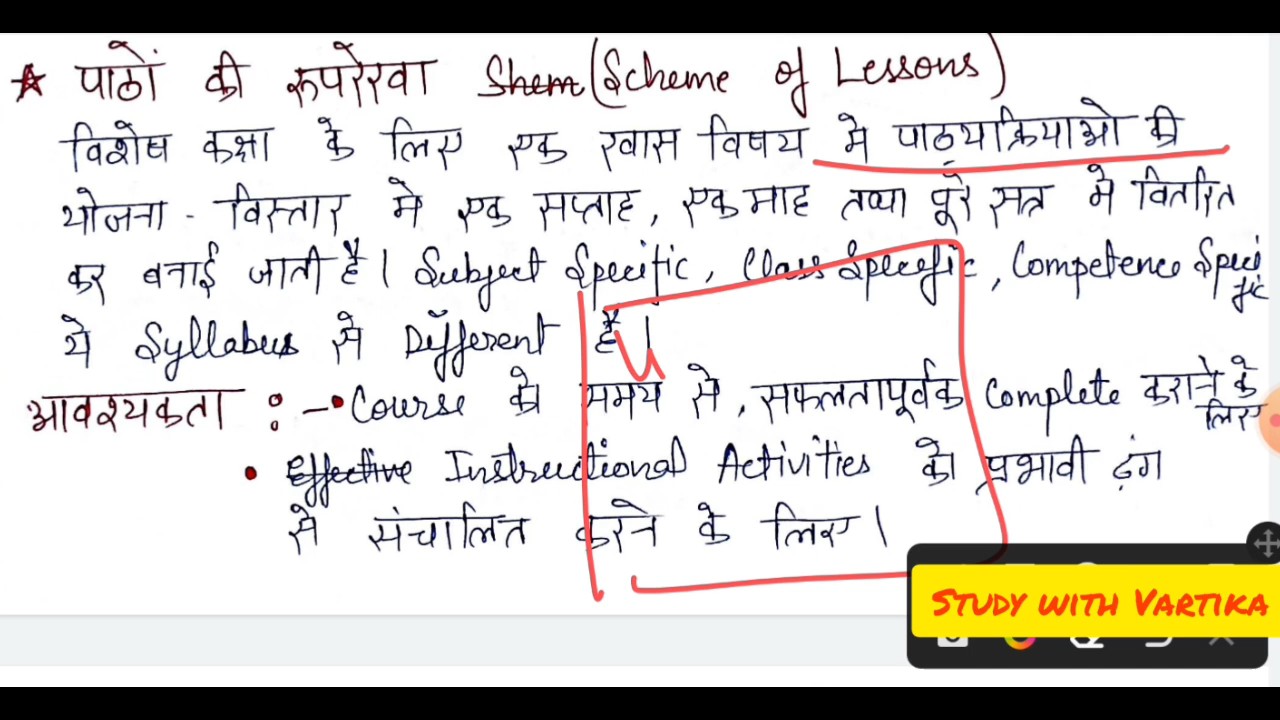 ★ पाठों की रुपरेखा Shem (Scheme of Lessons)
विशेष कक्षा के लिए एक खास विषय मे पाठ्यक्रियाओ की
योजना - विस्तार मे एक सप्ताह, एक माह तथा पूरे सत्र मे वितरित
कर बनाई जाती है। Subject Specific, Class Specific, Competence Specific
ये Syllabus से Different है।
आवश्यकता : – • Course को समय से, सफलतापूर्वक Complete कराने के लिए
• Effective Instructional Activities को प्रभावी ढ़ंग
से संचालित करने के लिए।
STUDY WITH VARTIKA